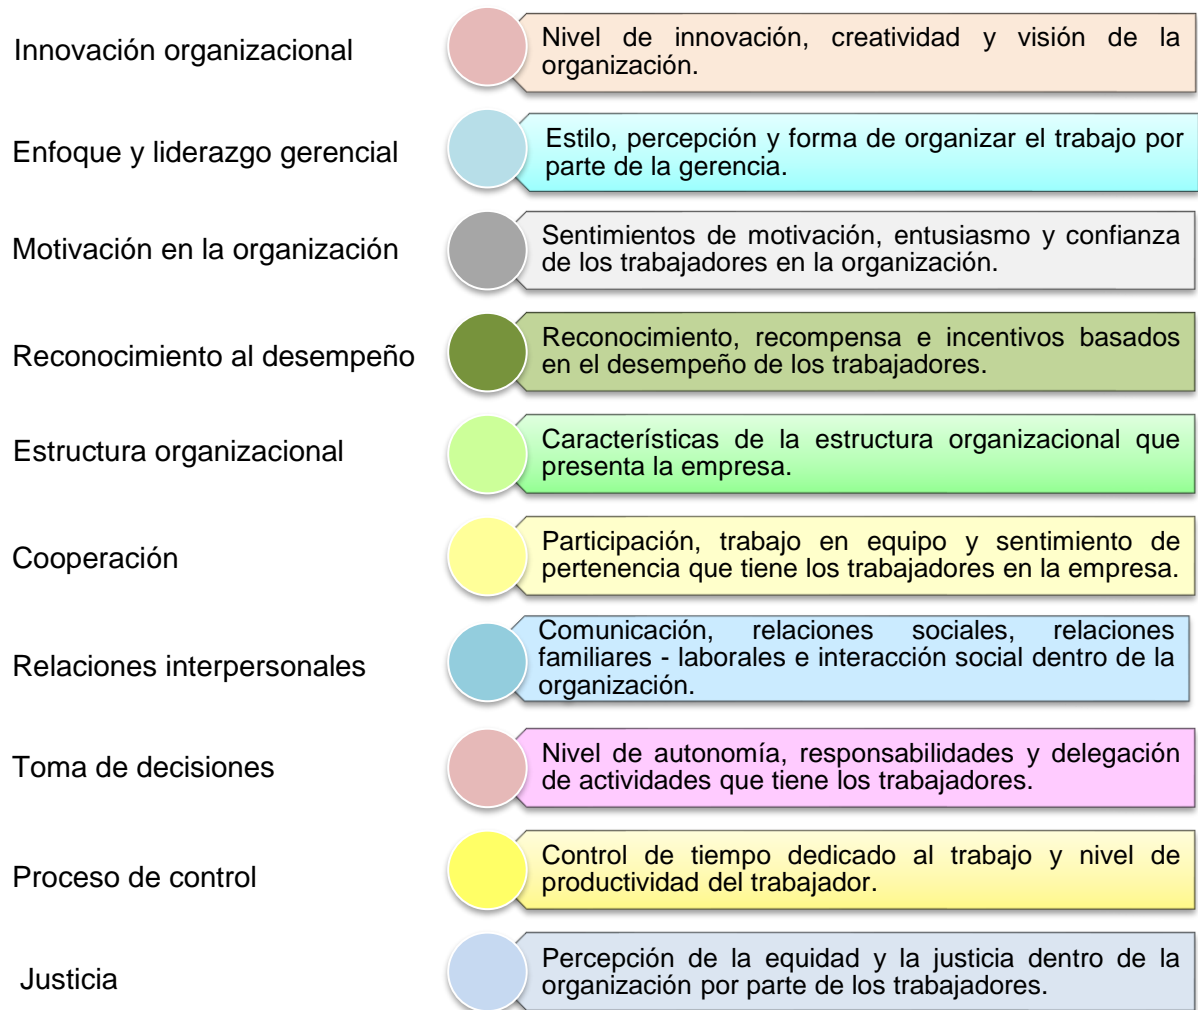 Innovación organizacional
Nivel de innovación, creatividad y visión de la
organización.
Enfoque y liderazgo gerencial
Estilo, percepción y forma de organizar el trabajo por
parte de la gerencia.
Motivación en la organización
Sentimientos de motivación, entusiasmo y confianza
de los trabajadores en la organización.
Reconocimiento al desempeño
Reconocimiento, recompensa e incentivos basados
en el desempeño de los trabajadores.
Estructura organizacional
Características de la estructura organizacional que
presenta la empresa.
Cooperación
Participación, trabajo en equipo y sentimiento de
pertenencia que tiene los trabajadores en la empresa.
Relaciones interpersonales
Comunicación, relaciones sociales, relaciones
familiares - laborales e interacción social dentro de la
organización.
Toma de decisiones
Nivel de autonomía, responsabilidades y delegación
de actividades que tiene los trabajadores.
Proceso de control
Control de tiempo dedicado al trabajo y nivel de
productividad del trabajador.
Justicia
Percepción de la equidad y la justicia dentro de la
organización por parte de los trabajadores.